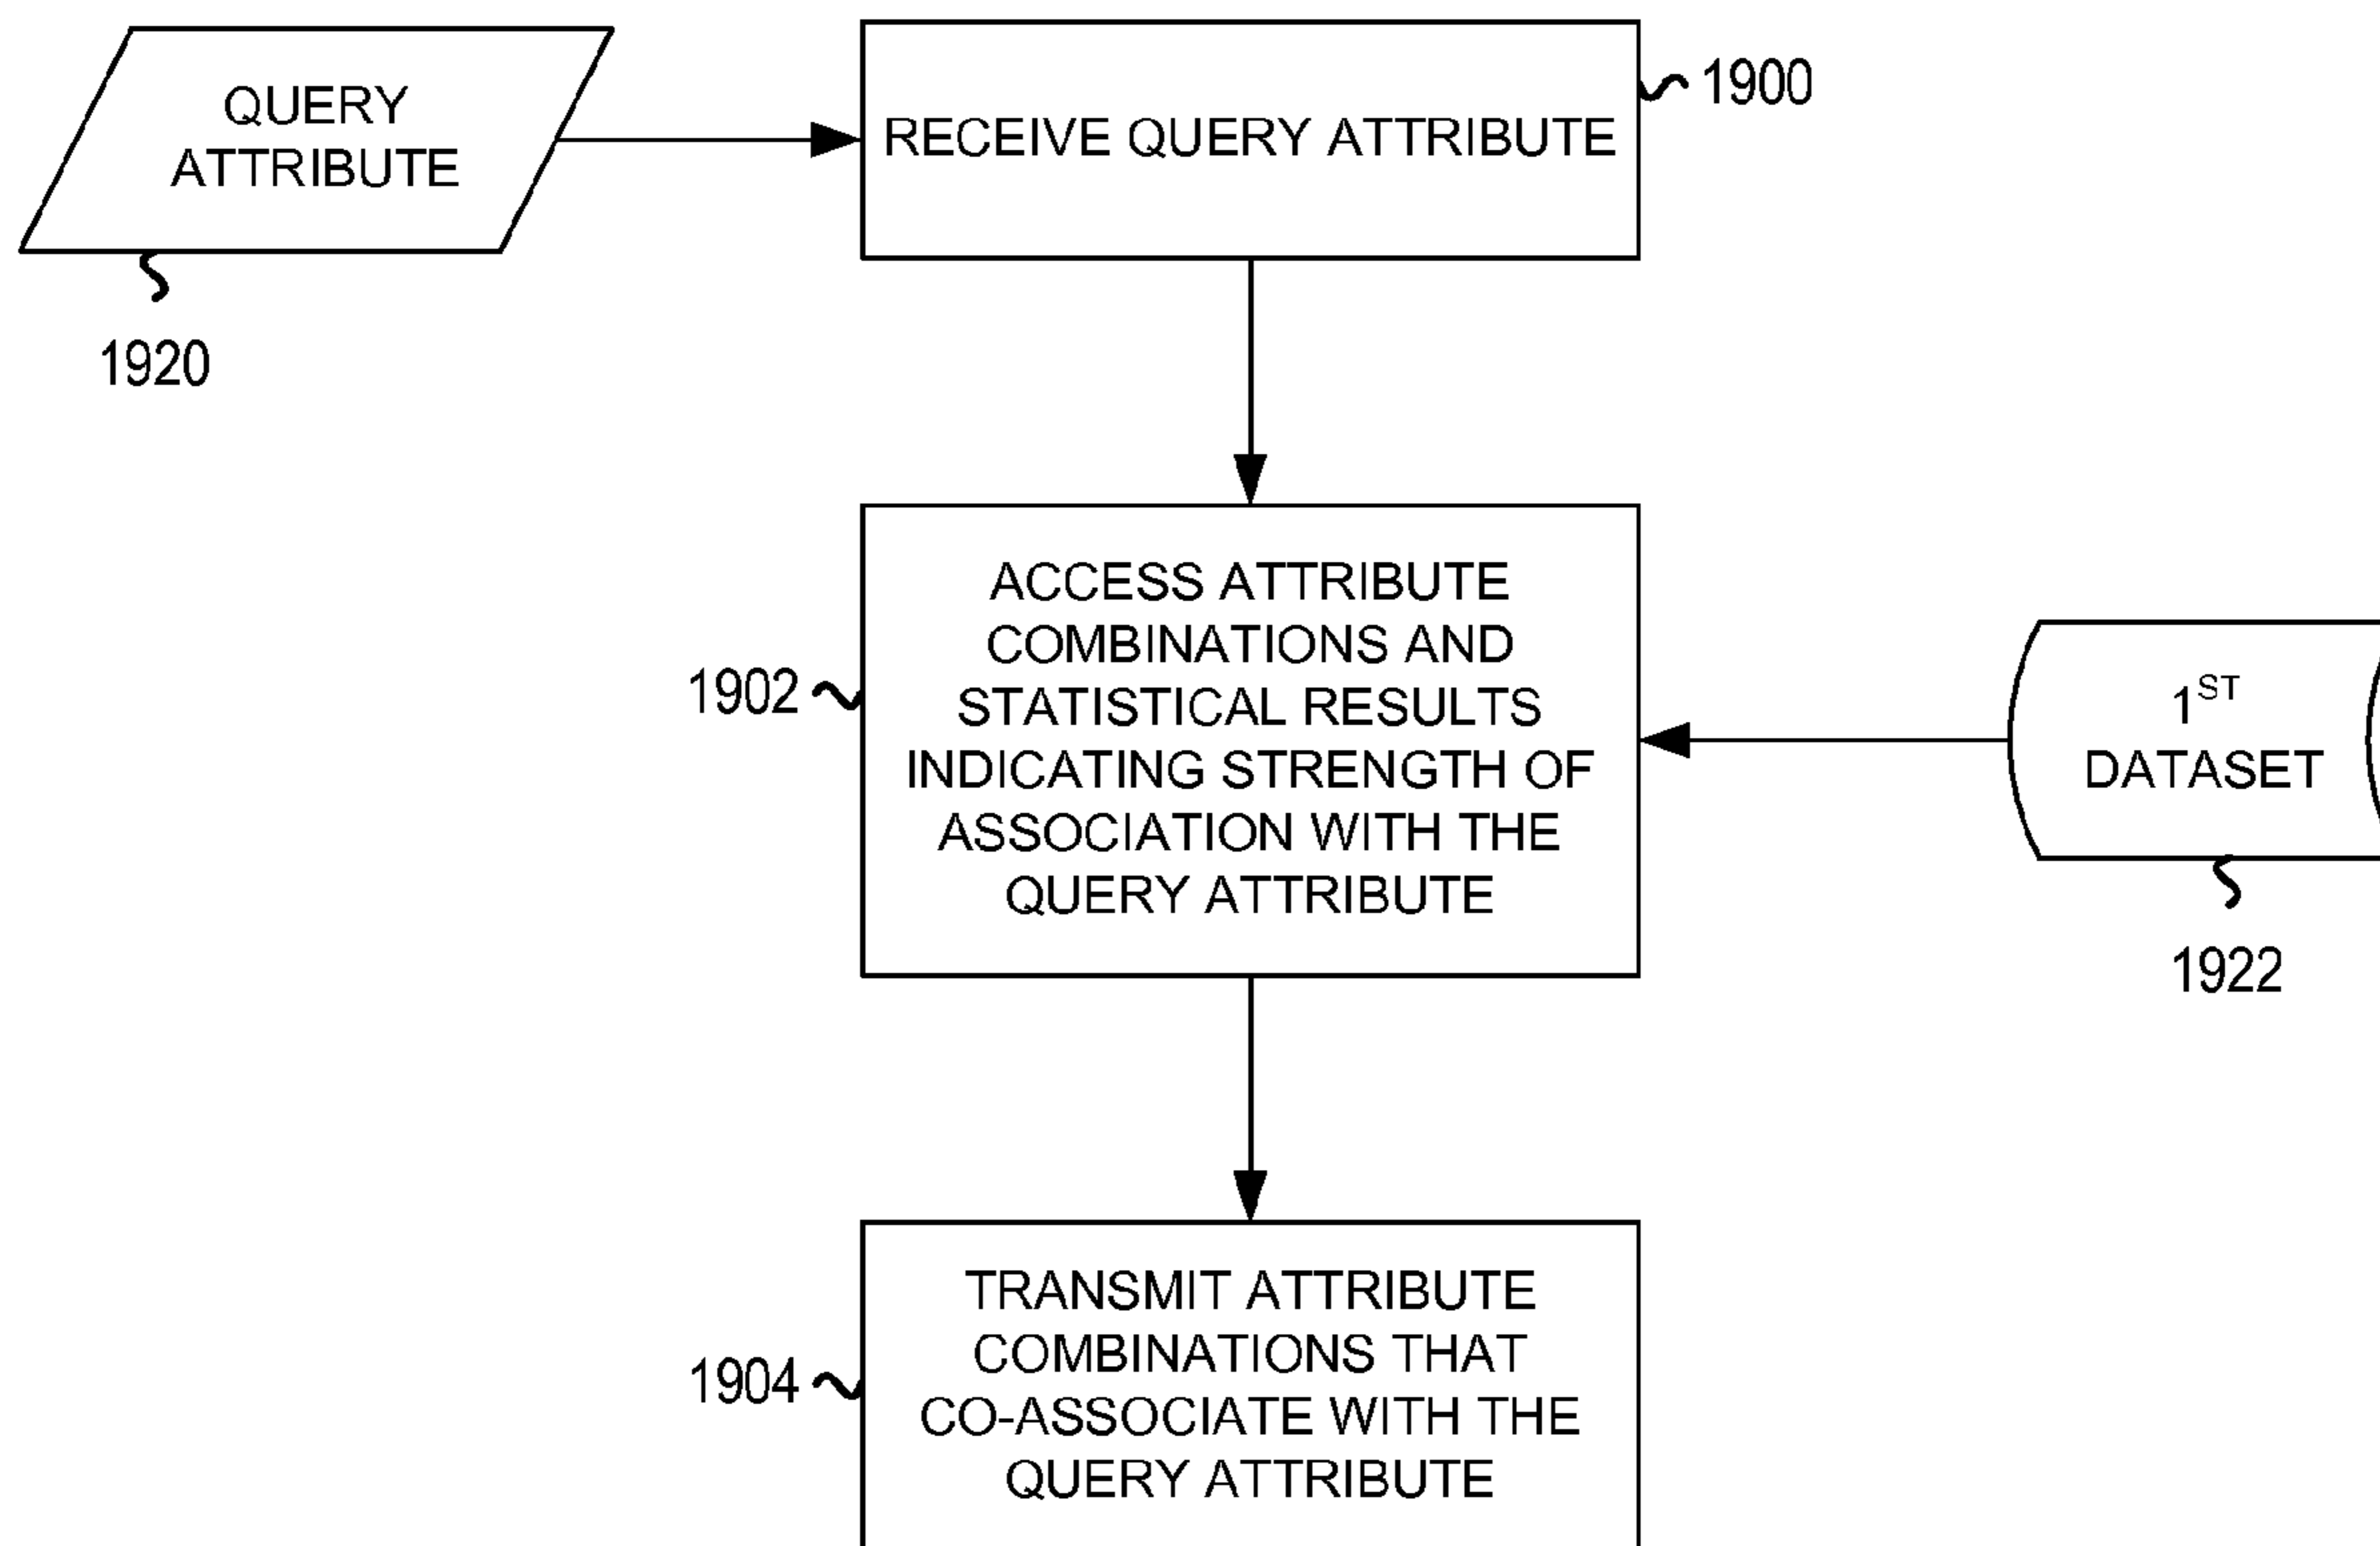 QUERY
ATTRIBUTE
1920
RECEIVE QUERY ATTRIBUTE
1900
ACCESS ATTRIBUTE
COMBINATIONS AND
STATISTICAL RESULTS
INDICATING STRENGTH OF
ASSOCIATION WITH THE
QUERY ATTRIBUTE
1902
1ST
DATASET
1922
TRANSMIT ATTRIBUTE
COMBINATIONS THAT
CO-ASSOCIATE WITH THE
QUERY ATTRIBUTE
1904